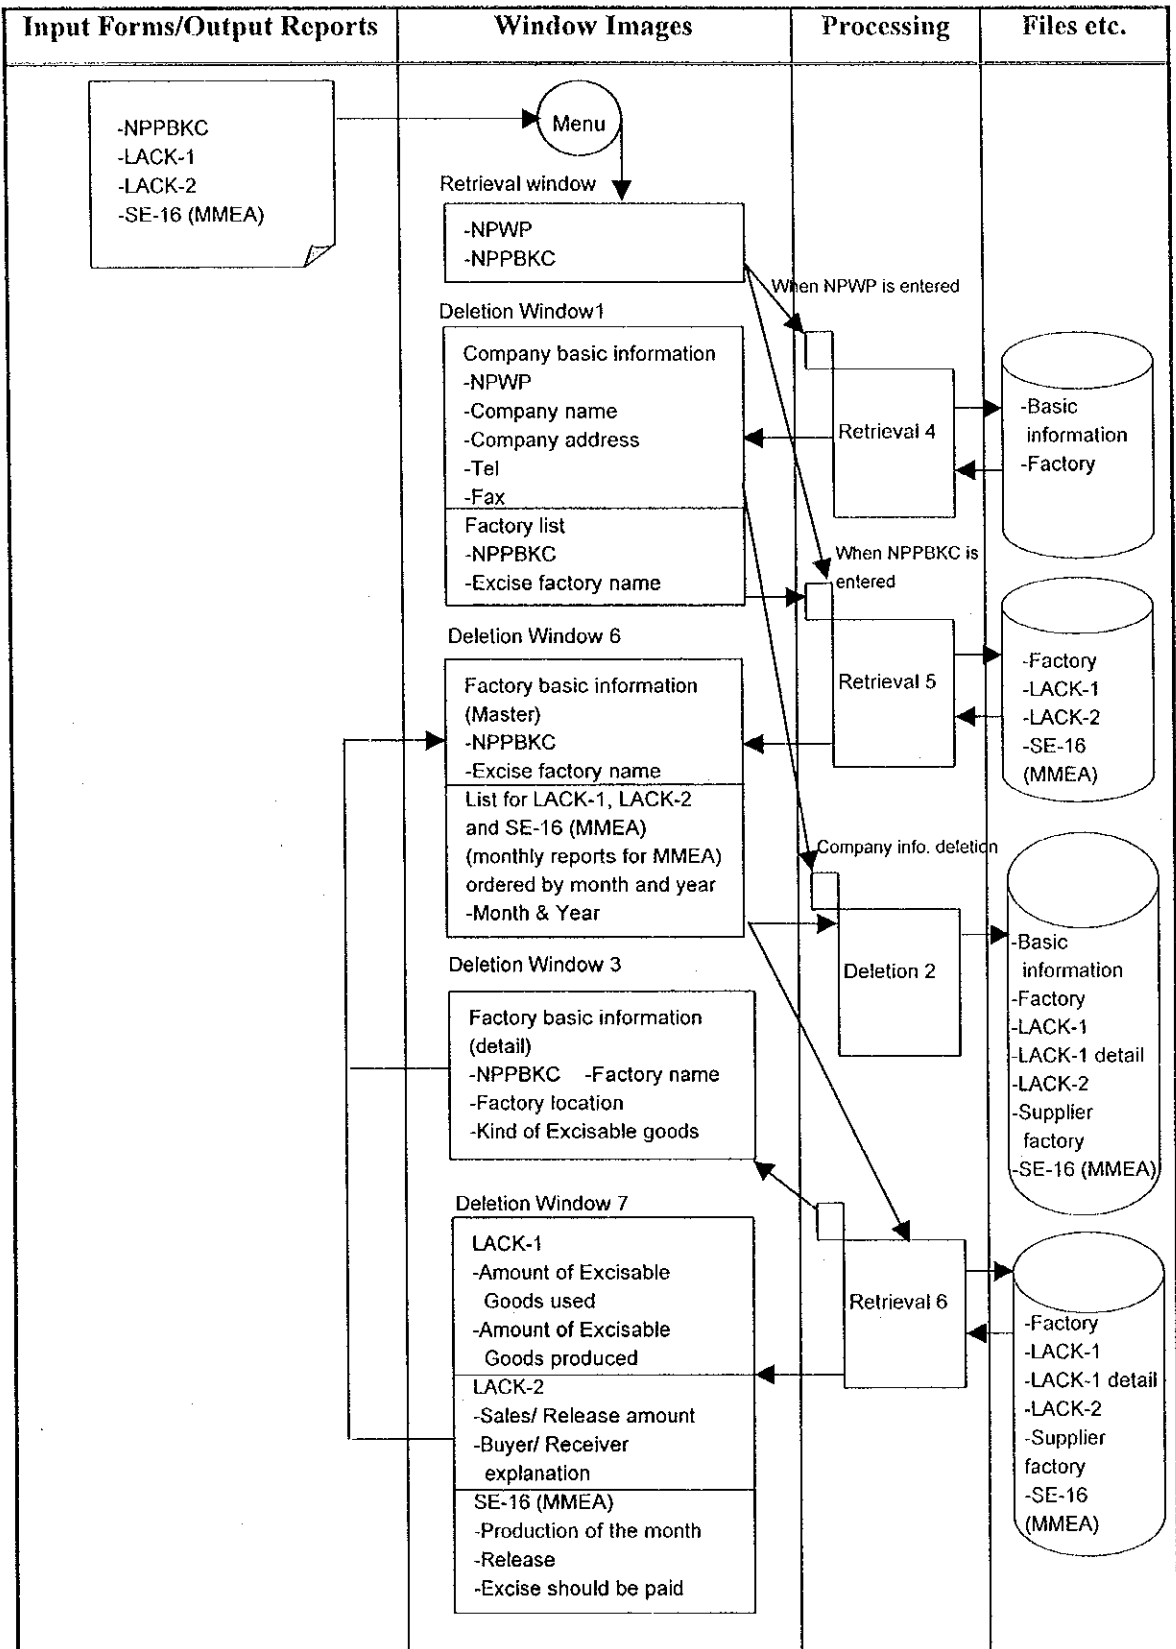 Input Forms/Output Reports
Window Images
Processing
Files etc.
-NPPBKC
-LACK-1
-LACK-2
-SE-16 (MMEA)
Menu
Retrieval window
-NPWP
-NPPBKC
When NPWP is entered
Deletion Window1
Company basic information
-NPWP
-Company name
-Company address
-Tel
-Fax
Factory list
-NPPBKC
-Excise factory name
Retrieval 4
-Basic
information
-Factory
When NPPBKC is
entered
Deletion Window 6
Factory basic information
(Master)
-NPPBKC
-Excise factory name
List for LACK-1, LACK-2
and SE-16 (MMEA)
(monthly reports for MMEA)
ordered by month and year
-Month & Year
Retrieval 5
-Factory
-LACK-1
-LACK-2
-SE-16
(MMEA)
Company info. deletion
Deletion 2
-Basic
information
-Factory
-LACK-1
-LACK-1 detail
-LACK-2
-Supplier
factory
-SE-16 (MMEA)
Deletion Window 3
Factory basic information
(detail)
-NPPBKC -Factory name
-Factory location
-Kind of Excisable goods
Deletion Window 7
LACK-1
-Amount of Excisable
Goods used
-Amount of Excisable
Goods produced
LACK-2
-Sales/ Release amount
-Buyer/ Receiver
explanation
SE-16 (MMEA)
-Production of the month
-Release
-Excise should be paid
Retrieval 6
-Factory
-LACK-1
-LACK-1 detail
-LACK-2
-Supplier
factory
-SE-16
(MMEA)